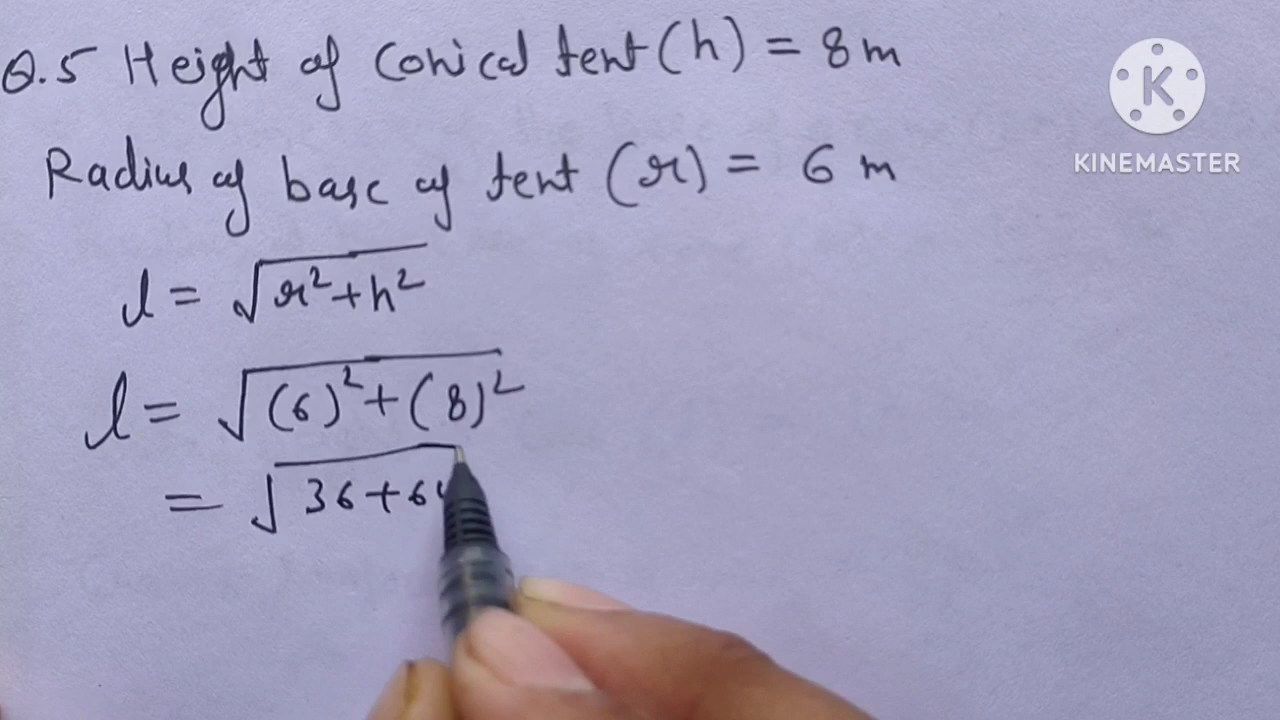 Q.5 Height of Conical tent (h) = 8 m
K
KINEMASTER
Radius of base of tent (r) = 6 m
l = √r²+h²
l = √(6)²+(8)²
= √36+64